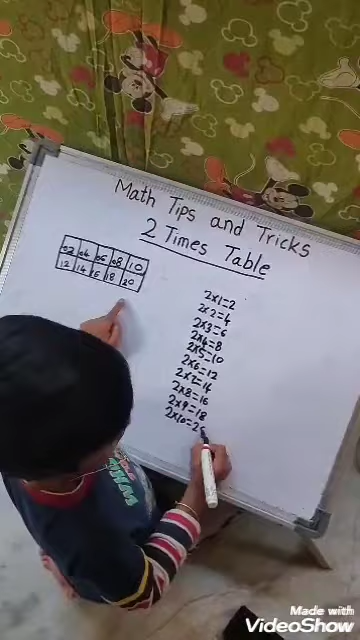 Math Tips and Tricks
2 Times Table
02 04 06 08 10
12 14 16 18 20
2x1=2
2x2=4
2x3=6
2x4=8
2x5=10
2x6=12
2x7=14
2x8=16
2x9=18
2x10=2
Made with
VideoShow